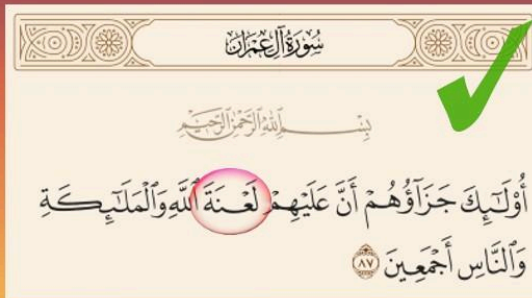 سُورَةُ آلِ عِمْرَانَ
بِسْمِ ٱللَّهِ ٱلرَّحْمَٰنِ ٱلرَّحِيمِ
أُوْلَٰٓئِكَ جَزَآؤُهُمْ أَنَّ عَلَيْهِمْ لَعْنَةَ ٱللَّهِ وَٱلْمَلَٰٓئِكَةِ
وَٱلنَّاسِ أَجْمَعِينَ ٨٧